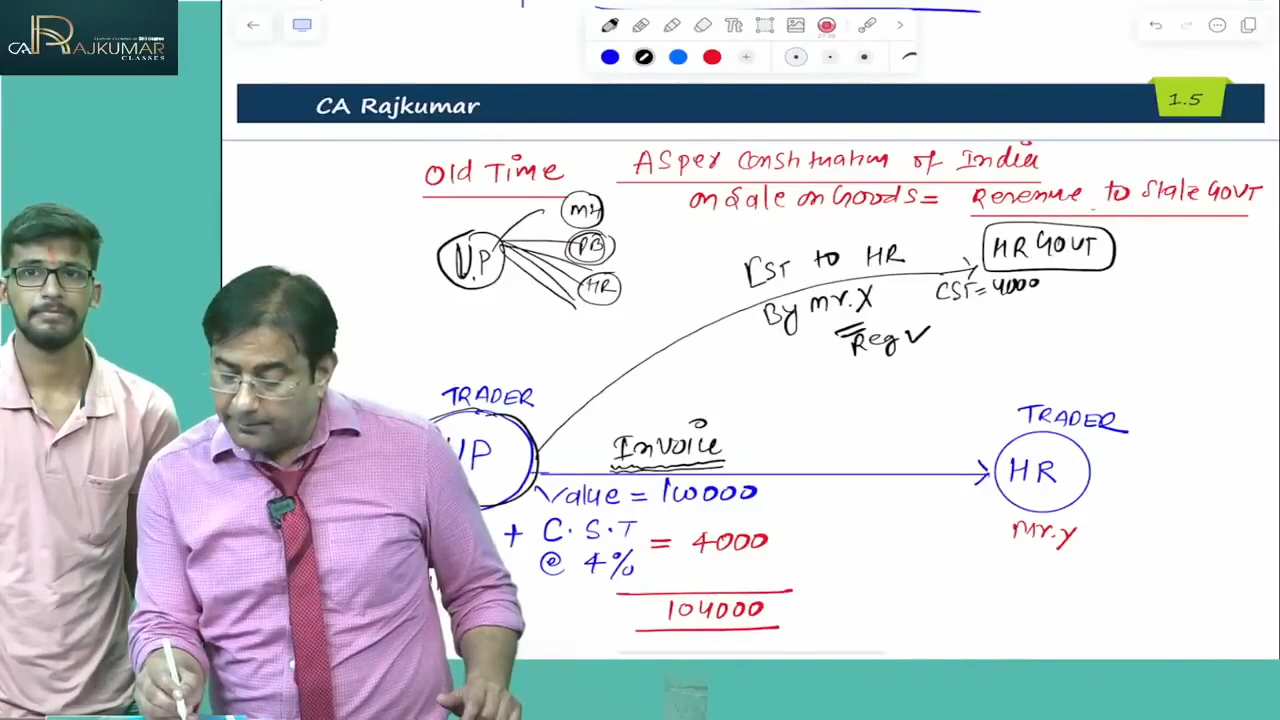 CA RAJKUMAR
CLASSES
Tt
CA Rajkumar
1.5
Old Time
As per Constitution of India
on Sale on Goods = Revenue to State Govt
U.P
MH
PB
HR
CST to HR
By Mr. X
Reg ✓
HR GOVT
CST = 4000
TRADER
UP
Invoice
Value = 100000
+ C.S.T = 4000
@ 4%
104000
TRADER
HR
Mr. y